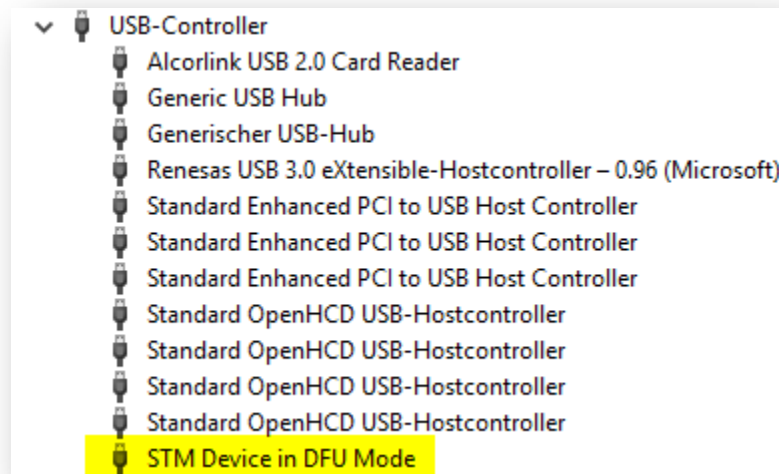 USB-Controller
Alcorlink USB 2.0 Card Reader
Generic USB Hub
Generischer USB-Hub
Renesas USB 3.0 eXtensible-Hostcontroller – 0.96 (Microsoft)
Standard Enhanced PCI to USB Host Controller
Standard Enhanced PCI to USB Host Controller
Standard Enhanced PCI to USB Host Controller
Standard OpenHCD USB-Hostcontroller
Standard OpenHCD USB-Hostcontroller
Standard OpenHCD USB-Hostcontroller
Standard OpenHCD USB-Hostcontroller
STM Device in DFU Mode